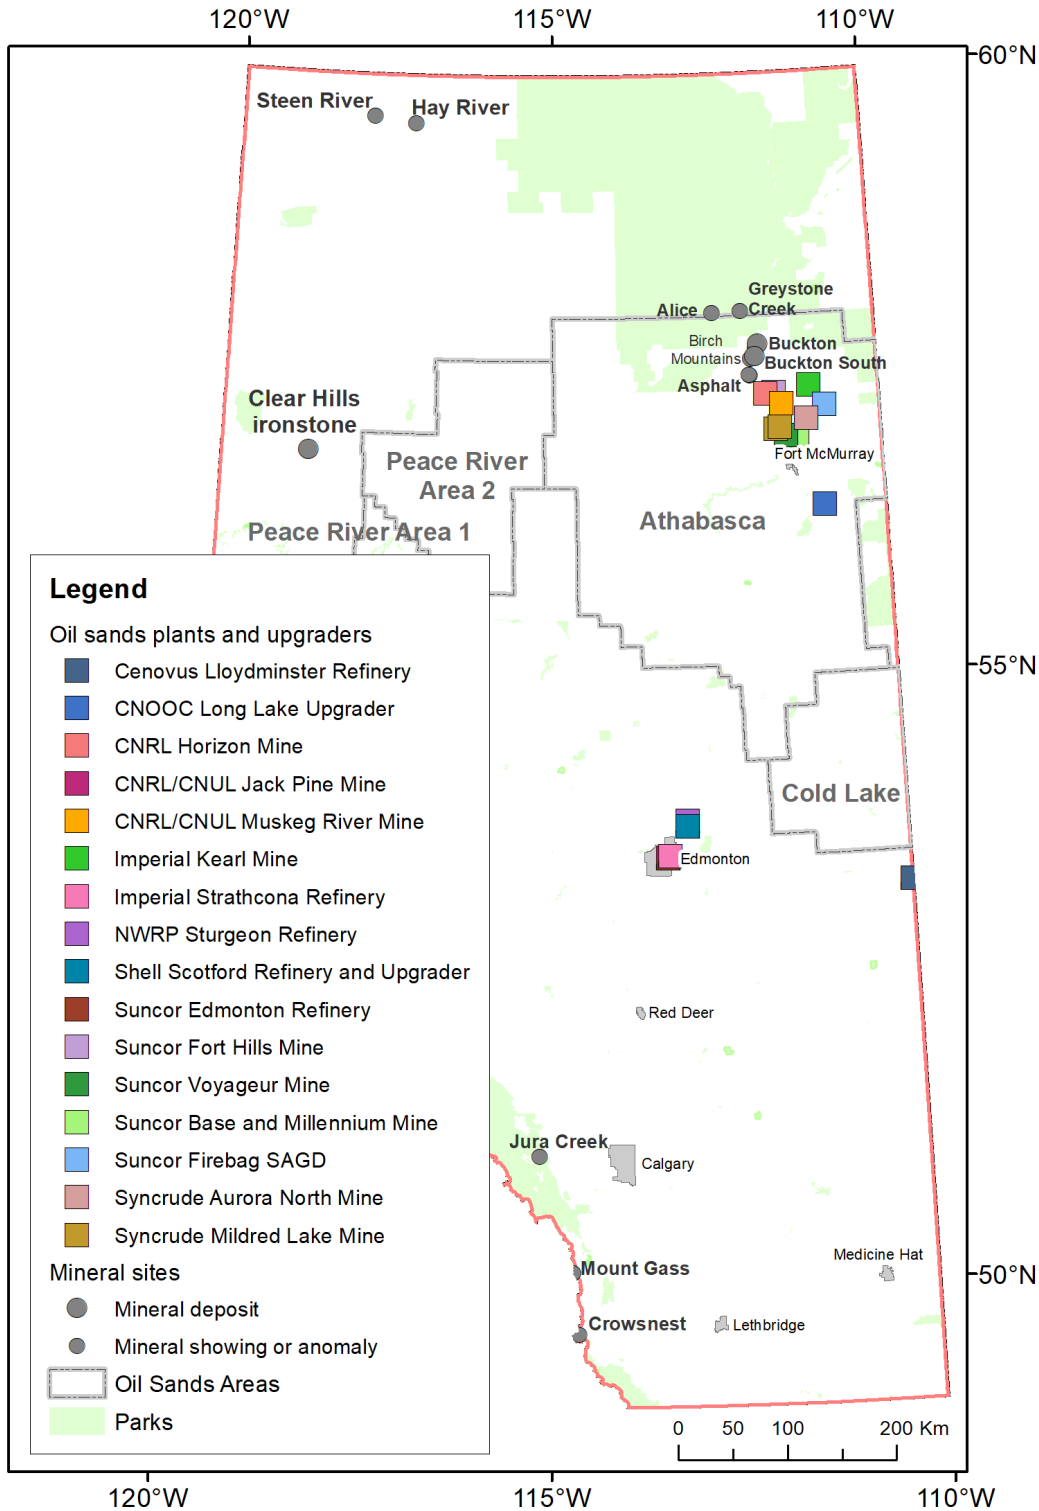 120°W
115°W
110°W
60°N
Steen River
Hay River
Greystone
Creek
Alice
Birch
Mountains
Buckton
Buckton South
Asphalt
Clear Hills
ironstone
Fort McMurray
Peace River
Area 2
Athabasca
Peace River Area 1
55°N
Cold Lake
Edmonton
Red Deer
Jura Creek
Calgary
Medicine Hat
Mount Gass
50°N
Crowsnest
Lethbridge
Legend
Oil sands plants and upgraders
Cenovus Lloydminster Refinery
CNOOC Long Lake Upgrader
CNRL Horizon Mine
CNRL/CNUL Jack Pine Mine
CNRL/CNUL Muskeg River Mine
Imperial Kearl Mine
Imperial Strathcona Refinery
NWRP Sturgeon Refinery
Shell Scotford Refinery and Upgrader
Suncor Edmonton Refinery
Suncor Fort Hills Mine
Suncor Voyageur Mine
Suncor Base and Millennium Mine
Suncor Firebag SAGD
Syncrude Aurora North Mine
Syncrude Mildred Lake Mine
Mineral sites
Mineral deposit
Mineral showing or anomaly
Oil Sands Areas
Parks
0 50 100 200 Km
120°W
115°W
110°W